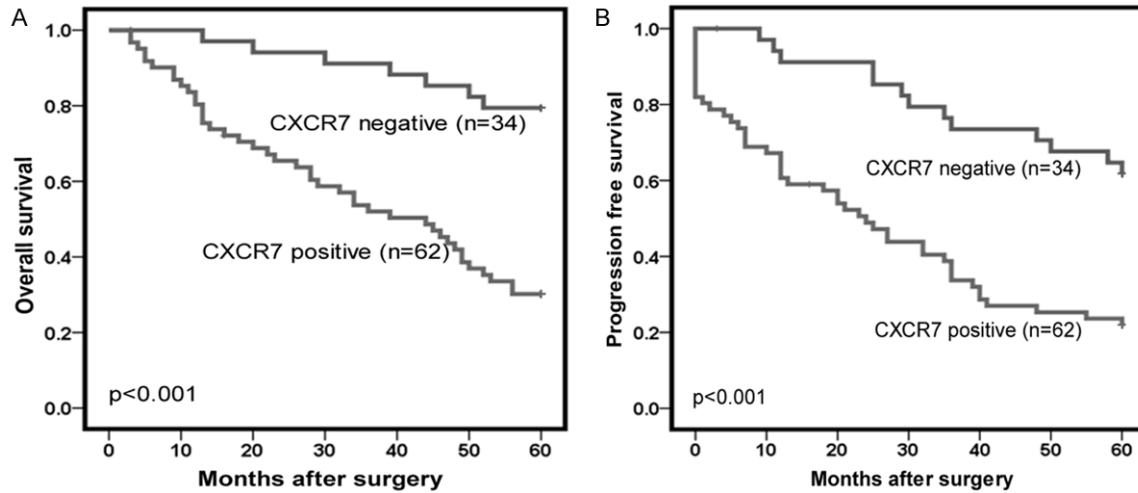 A
Overall survival
1.0
0.8
0.6
0.4
0.2
0.0
CXCR7 negative (n=34)
CXCR7 positive (n=62)
p<0.001
0 10 20 30 40 50 60
Months after surgery
B
Progression free survival
1.0
0.8
0.6
0.4
0.2
0.0
CXCR7 negative (n=34)
CXCR7 positive (n=62)
p<0.001
0 10 20 30 40 50 60
Months after surgery